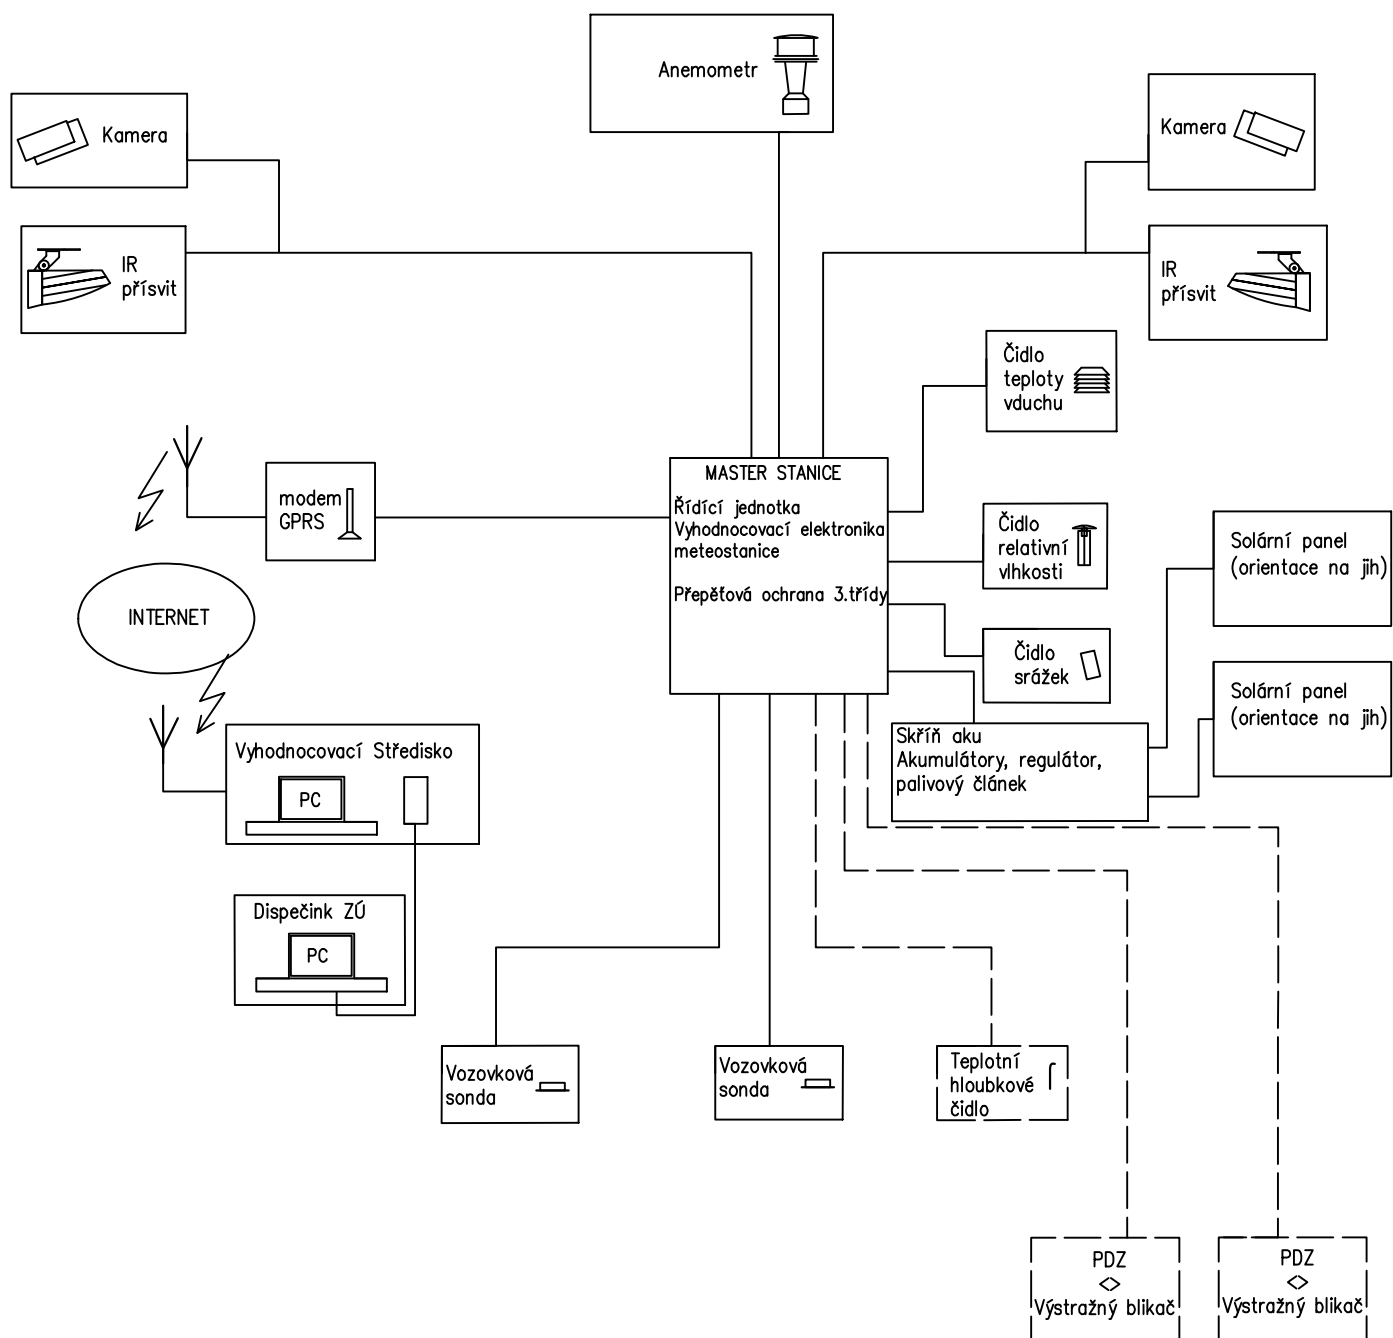 Anemometr
Kamera
Kamera
IR
přísvit
IR
přísvit
Čidlo
teploty
vduchu
modem
GPRS
MASTER STANICE
Řídící jednotka
Vyhodnocovací elektronika
meteostanice
Přepěťová ochrana 3.třídy
Čidlo
relativní
vlhkosti
Solární panel
(orientace na jih)
INTERNET
Čidlo
srážek
Solární panel
(orientace na jih)
Skříň aku
Akumulátory, regulátor,
palivový článek
Vyhodnocovací Středisko
PC
Dispečink ZÚ
PC
Vozovková
sonda
Vozovková
sonda
Teplotní
hloubkové
čidlo
PDZ
Výstražný blikač
PDZ
Výstražný blikač